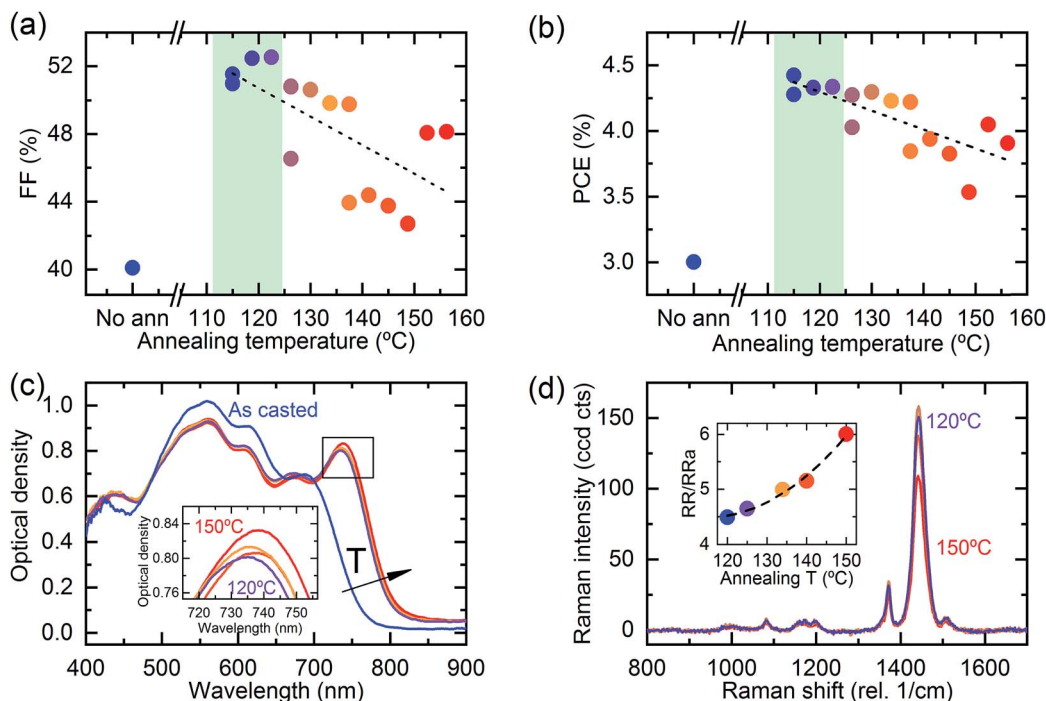 (a)
FF (%)
52
48
44
40
No ann
110
120
130
140
150
160
Annealing temperature (ºC)
(b)
PCE (%)
4.5
4.0
3.5
3.0
No ann
110
120
130
140
150
160
Annealing temperature (ºC)
(c)
Optical density
1.0
0.8
0.6
0.4
0.2
0.0
As casted
T
Optical density
0.84
0.80
0.76
150ºC
120ºC
720
730
740
750
Wavelength (nm)
400
500
600
700
800
900
Wavelength (nm)
(d)
Raman intensity (ccd cts)
150
100
50
0
120ºC
150ºC
RR/RRa
6
5
4
120
130
140
150
Annealing T (ºC)
800
1000
1200
1400
1600
Raman shift (rel. 1/cm)